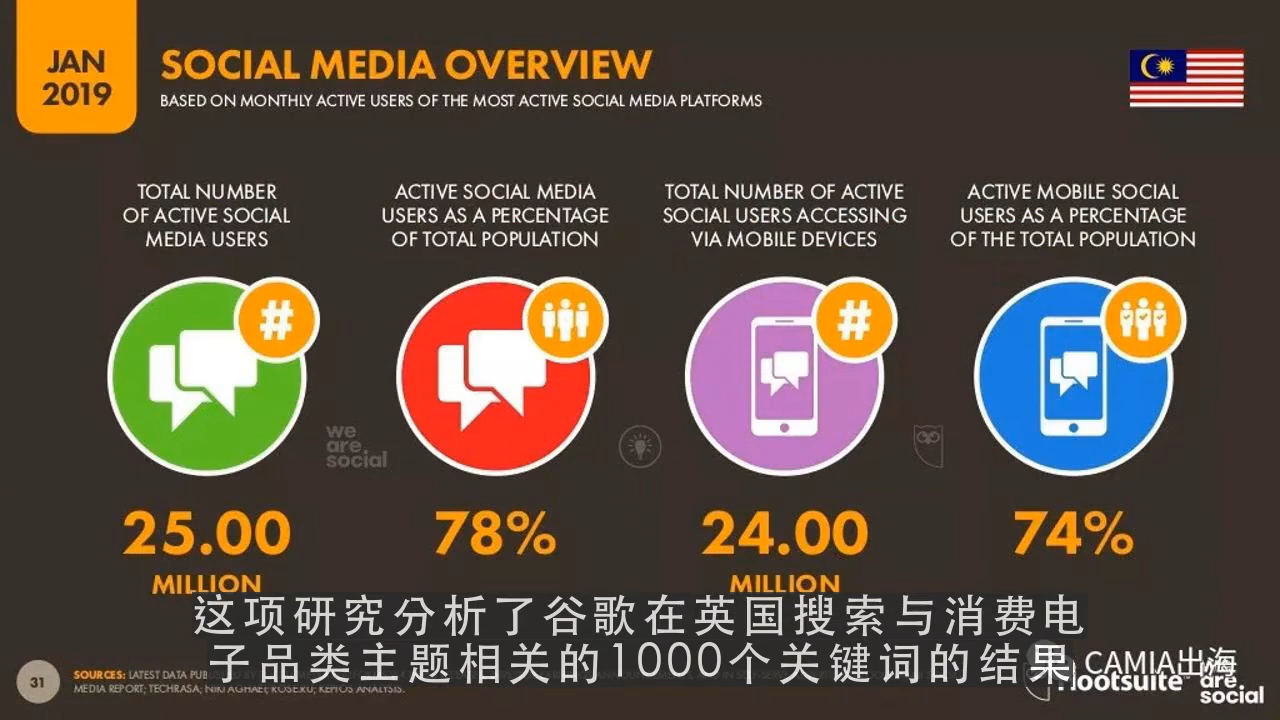 JAN
2019
SOCIAL MEDIA OVERVIEW
BASED ON MONTHLY ACTIVE USERS OF THE MOST ACTIVE SOCIAL MEDIA PLATFORMS
TOTAL NUMBER
OF ACTIVE SOCIAL
MEDIA USERS
ACTIVE SOCIAL MEDIA
USERS AS A PERCENTAGE
OF TOTAL POPULATION
TOTAL NUMBER OF ACTIVE
SOCIAL USERS ACCESSING
VIA MOBILE DEVICES
ACTIVE MOBILE SOCIAL
USERS AS A PERCENTAGE
OF THE TOTAL POPULATION
#
#
we
are
social
25.00
MILLION
78%
24.00
MILLION
74%
这项研究分析了谷歌在英国搜索与消费电
子品类主题相关的1000个关键词的结果
31
SOURCES: LATEST DATA
MEDIA REPORT; TECHRASA; NIKI AGHAEI; ROSE.RU; KEPIOS ANALYSIS.
CAMIA出海
Hootsuite
we
are
social